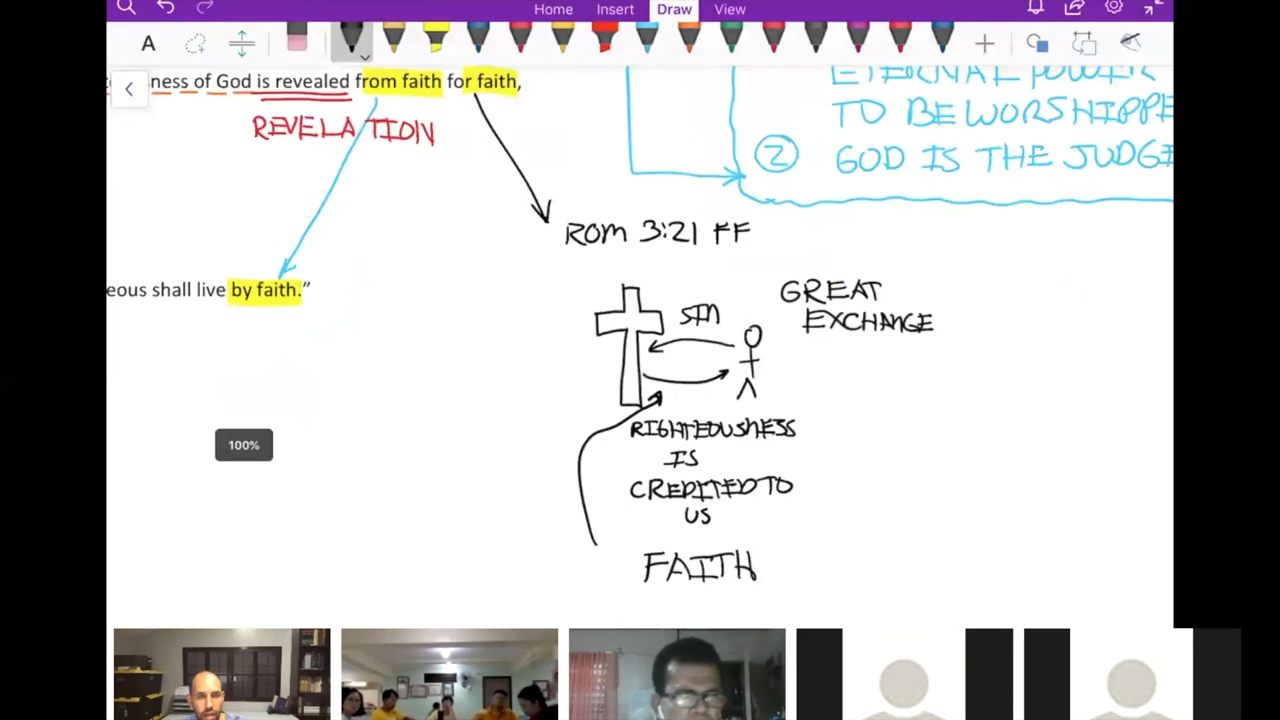 Home Insert Draw View
A
ness of God is revealed from faith for faith,
REVELATION
ETERNAL POWER
TO BE WORSHIPPE
② GOD IS THE JUDGE
ROM 3:21 FF
eous shall live by faith.”
GREAT
EXCHANGE
SIN
RIGHTEOUSNESS
IS
CREDITED TO
US
100%
FAITH